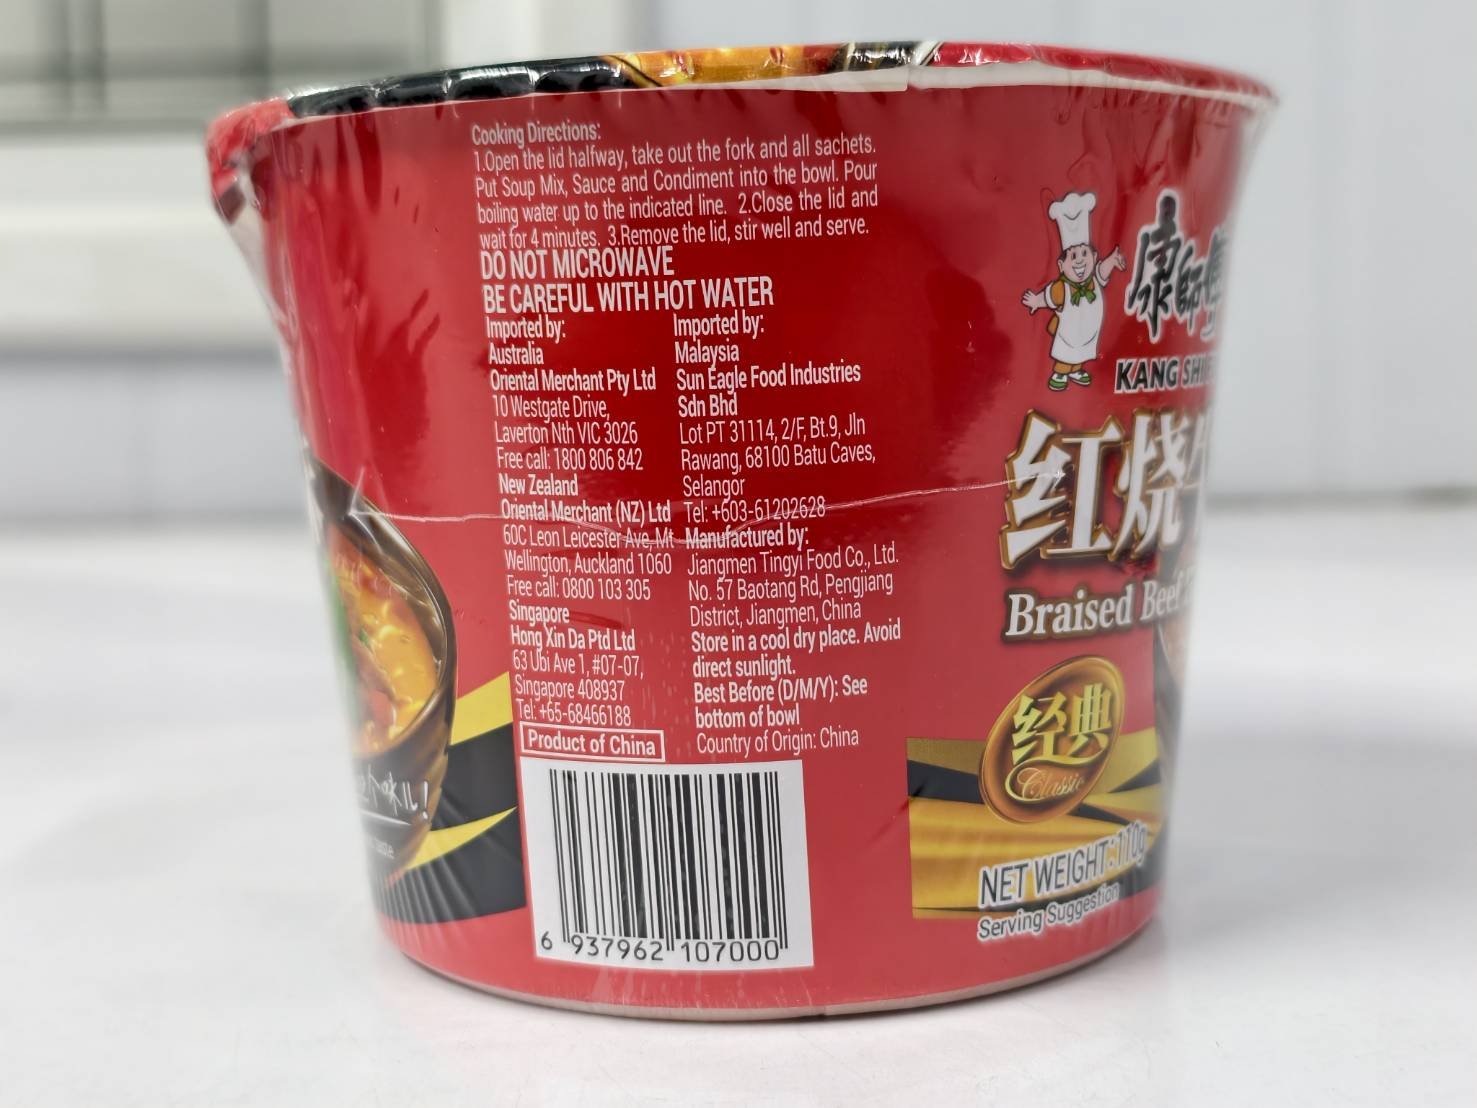 Cooking Directions:
1.Open the lid halfway, take out the fork and all sachets.
Put Soup Mix, Sauce and Condiment into the bowl. Pour
boiling water up to the indicated line. 2.Close the lid and
wait for 4 minutes. 3.Remove the lid, stir well and serve.
DO NOT MICROWAVE
BE CAREFUL WITH HOT WATER
Imported by:
Australia
Oriental Merchant Pty Ltd
10 Westgate Drive,
Laverton Nth VIC 3026
Free call: 1800 806 842
New Zealand
Oriental Merchant (NZ) Ltd
60C Leon Leicester Ave, Mt
Wellington, Auckland 1060
Free call: 0800 103 305
Singapore
Hong Xin Da Ptd Ltd
63 Ubi Ave 1, #07-07,
Singapore 408937
Tel: +65-68466188
Product of China
Imported by:
Malaysia
Sun Eagle Food Industries
Sdn Bhd
Lot PT 31114, 2/F, Bt.9, Jln
Rawang, 68100 Batu Caves,
Selangor
Tel: +603-61202628
Manufactured by:
Jiangmen Tingyi Food Co., Ltd.
No. 57 Baotang Rd, Pengjiang
District, Jiangmen, China
Store in a cool dry place. Avoid
direct sunlight.
Best Before (D/M/Y): See
bottom of bowl
Country of Origin: China
6 937962 107000
康师傅
KANG
红烧
Braised Beef
经典
Classic
NET WEIGHT: 110g
Serving Suggestion
味儿!